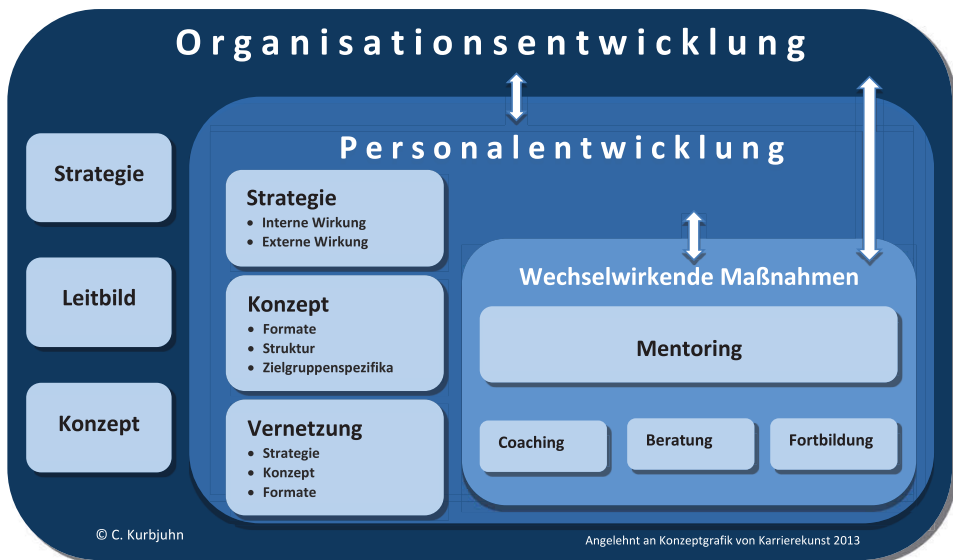 Organisationsentwicklung
Strategie
Leitbild
Konzept
Personalentwicklung
Strategie
• Interne Wirkung
• Externe Wirkung
Konzept
• Formate
• Struktur
• Zielgruppenspezifika
Vernetzung
• Strategie
• Konzept
• Formate
Wechselwirkende Maßnahmen
Mentoring
Coaching
Beratung
Fortbildung
© C. Kurbjuhn
Angelehnt an Konzeptgrafik von Karrierekunst 2013